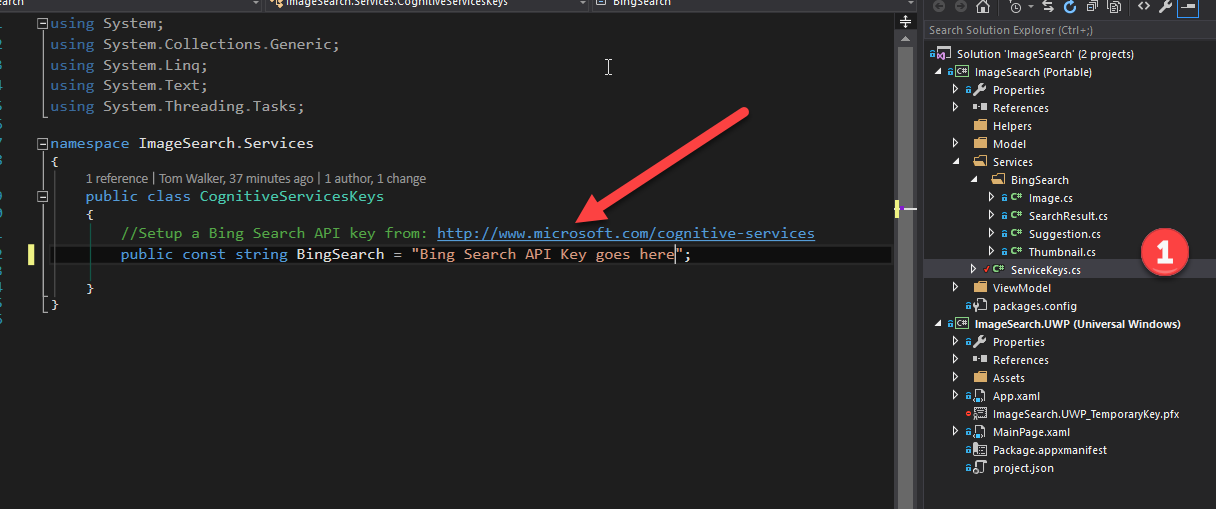 earch
ImageSearch.Services.CognitiveServicesKeys
BingSearch
using System;
using System.Collections.Generic;
using System.Linq;
using System.Text;
using System.Threading.Tasks;
namespace ImageSearch.Services
{
1 reference | Tom Walker, 37 minutes ago | 1 author, 1 change
public class CognitiveServicesKeys
{
//Setup a Bing Search API key from: http://www.microsoft.com/cognitive-services
public const string BingSearch = "Bing Search API Key goes here";
}
}
Search Solution Explorer (Ctrl+;)
Solution 'ImageSearch' (2 projects)
C# ImageSearch (Portable)
Properties
References
Helpers
Model
Services
BingSearch
C# Image.cs
C# SearchResult.cs
C# Suggestion.cs
C# Thumbnail.cs
C# ServiceKeys.cs
1
ViewModel
packages.config
C# ImageSearch.UWP (Universal Windows)
Properties
References
Assets
App.xaml
ImageSearch.UWP_TemporaryKey.pfx
MainPage.xaml
Package.appxmanifest
project.json